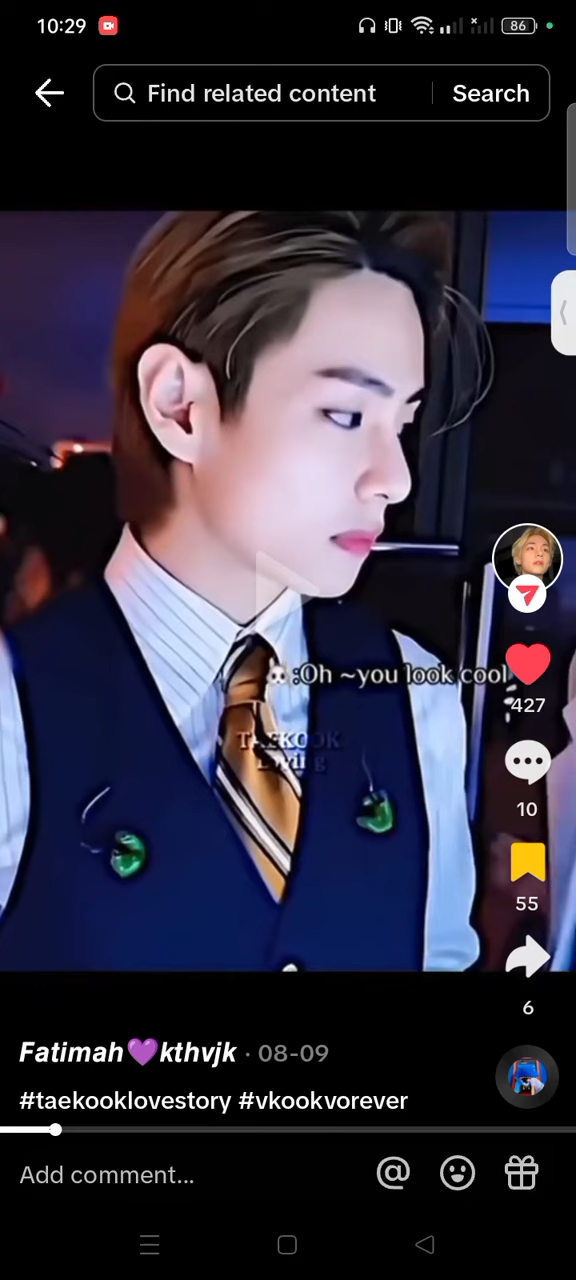 10:29
86
Find related content
Search
:Oh ~you look cool
427
TAEKOOK
10
55
6
Fatimah💜kthvjk · 08-09
#taekooklovestory #vkookvorever
Add comment...